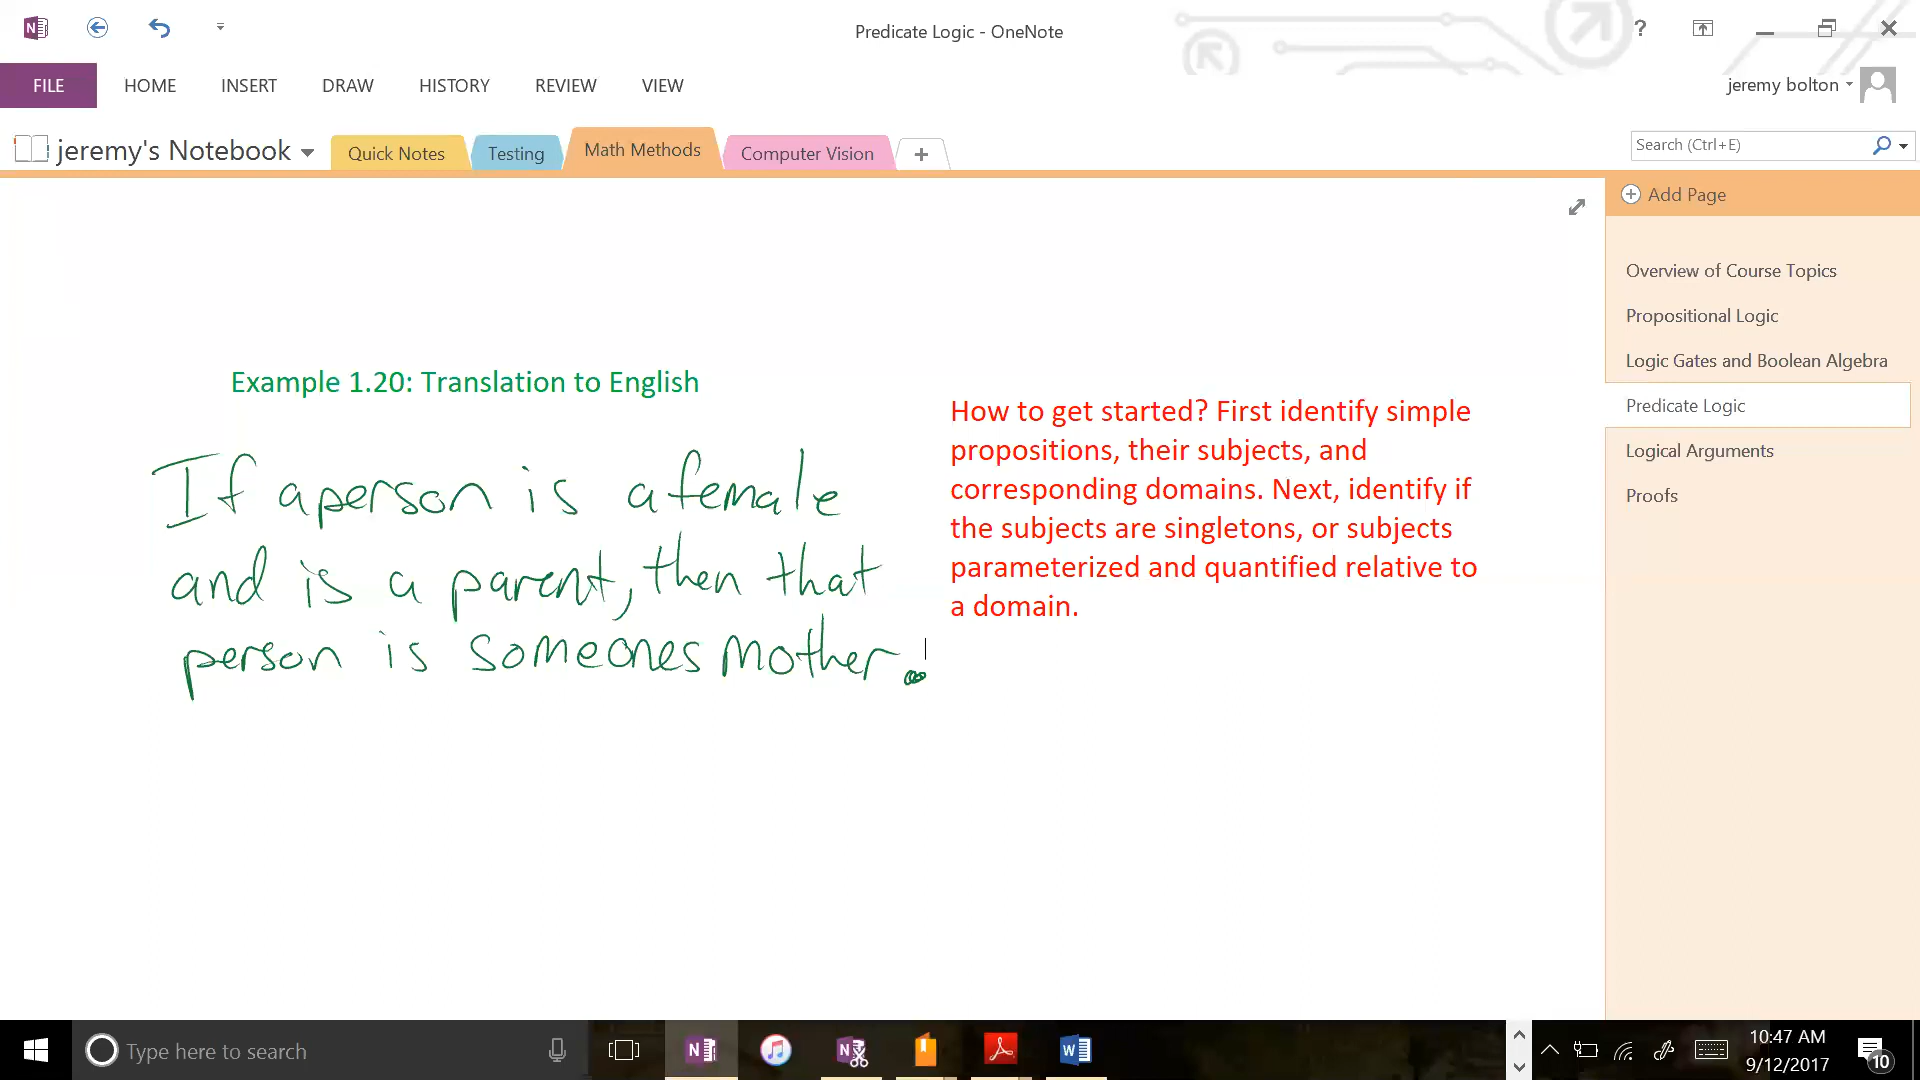 Predicate Logic - OneNote
?
FILE HOME INSERT DRAW HISTORY REVIEW VIEW
jeremy bolton
jeremy's Notebook
Quick Notes
Testing
Math Methods
Computer Vision
+
Search (Ctrl+E)
Add Page
Overview of Course Topics
Propositional Logic
Logic Gates and Boolean Algebra
Predicate Logic
Logical Arguments
Proofs
Example 1.20: Translation to English
If a person is a female
and is a parent, then that
person is someones mother.
How to get started? First identify simple
propositions, their subjects, and
corresponding domains. Next, identify if
the subjects are singletons, or subjects
parameterized and quantified relative to
a domain.
Type here to search
10:47 AM
9/12/2017
10